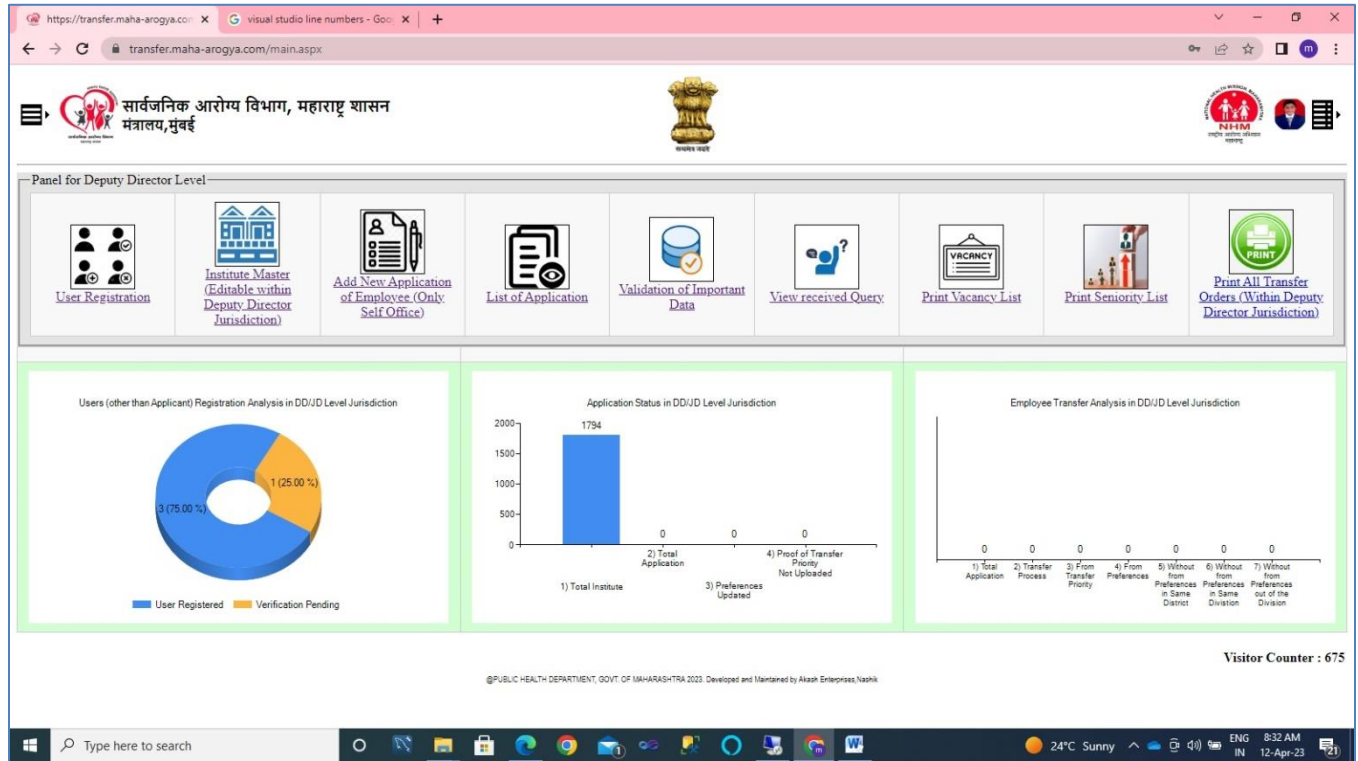 https://transfer.maha-arogya.con
visual studio line numbers - Goo
transfer.maha-arogya.com/main.aspx
m
सार्वजनिक आरोग्य विभाग, महाराष्ट्र शासन
मंत्रालय,मुंबई
सत्यमेव जयते
NHM
Panel for Deputy Director Level
User Registration
Institute Master
(Editable within
Deputy Director
Jurisdiction)
Add New Application
of Employee (Only
Self Office)
List of Application
Validation of Important
Data
View received Query
VACANCY
Print Vacancy List
Print Seniority List
PRINT
Print All Transfer
Orders (Within Deputy
Director Jurisdiction)
Users (other than Applicant) Registration Analysis in DD/JD Level Jurisdiction
1 (25.00 %)
3 (75.00 %)
User Registered
Verification Pending
Application Status in DD/JD Level Jurisdiction
2000
1794
1500
1000
500
0
0
0
0
1) Total Institute
2) Total
Application
3) Preferences
Updated
4) Proof of Transfer
Priority
Not Uploaded
Employee Transfer Analysis in DD/JD Level Jurisdiction
0
0
0
0
0
0
0
1) Total
Application
2) Transfer
Process
3) From
Transfer
Priority
4) From
Preferences
5) Without
from
Preferences
in Same
District
6) Without
from
Preferences
in Same
Divistion
7) Without
from
Preferences
out of the
Division
Visitor Counter : 675
@PUBLIC HEALTH DEPARTMENT, GOVT. OF MAHARASHTRA 2023. Developed and Maintained by Akash Enterprises,Nashik
Type here to search
24°C Sunny
ENG
IN
8:32 AM
12-Apr-23
21